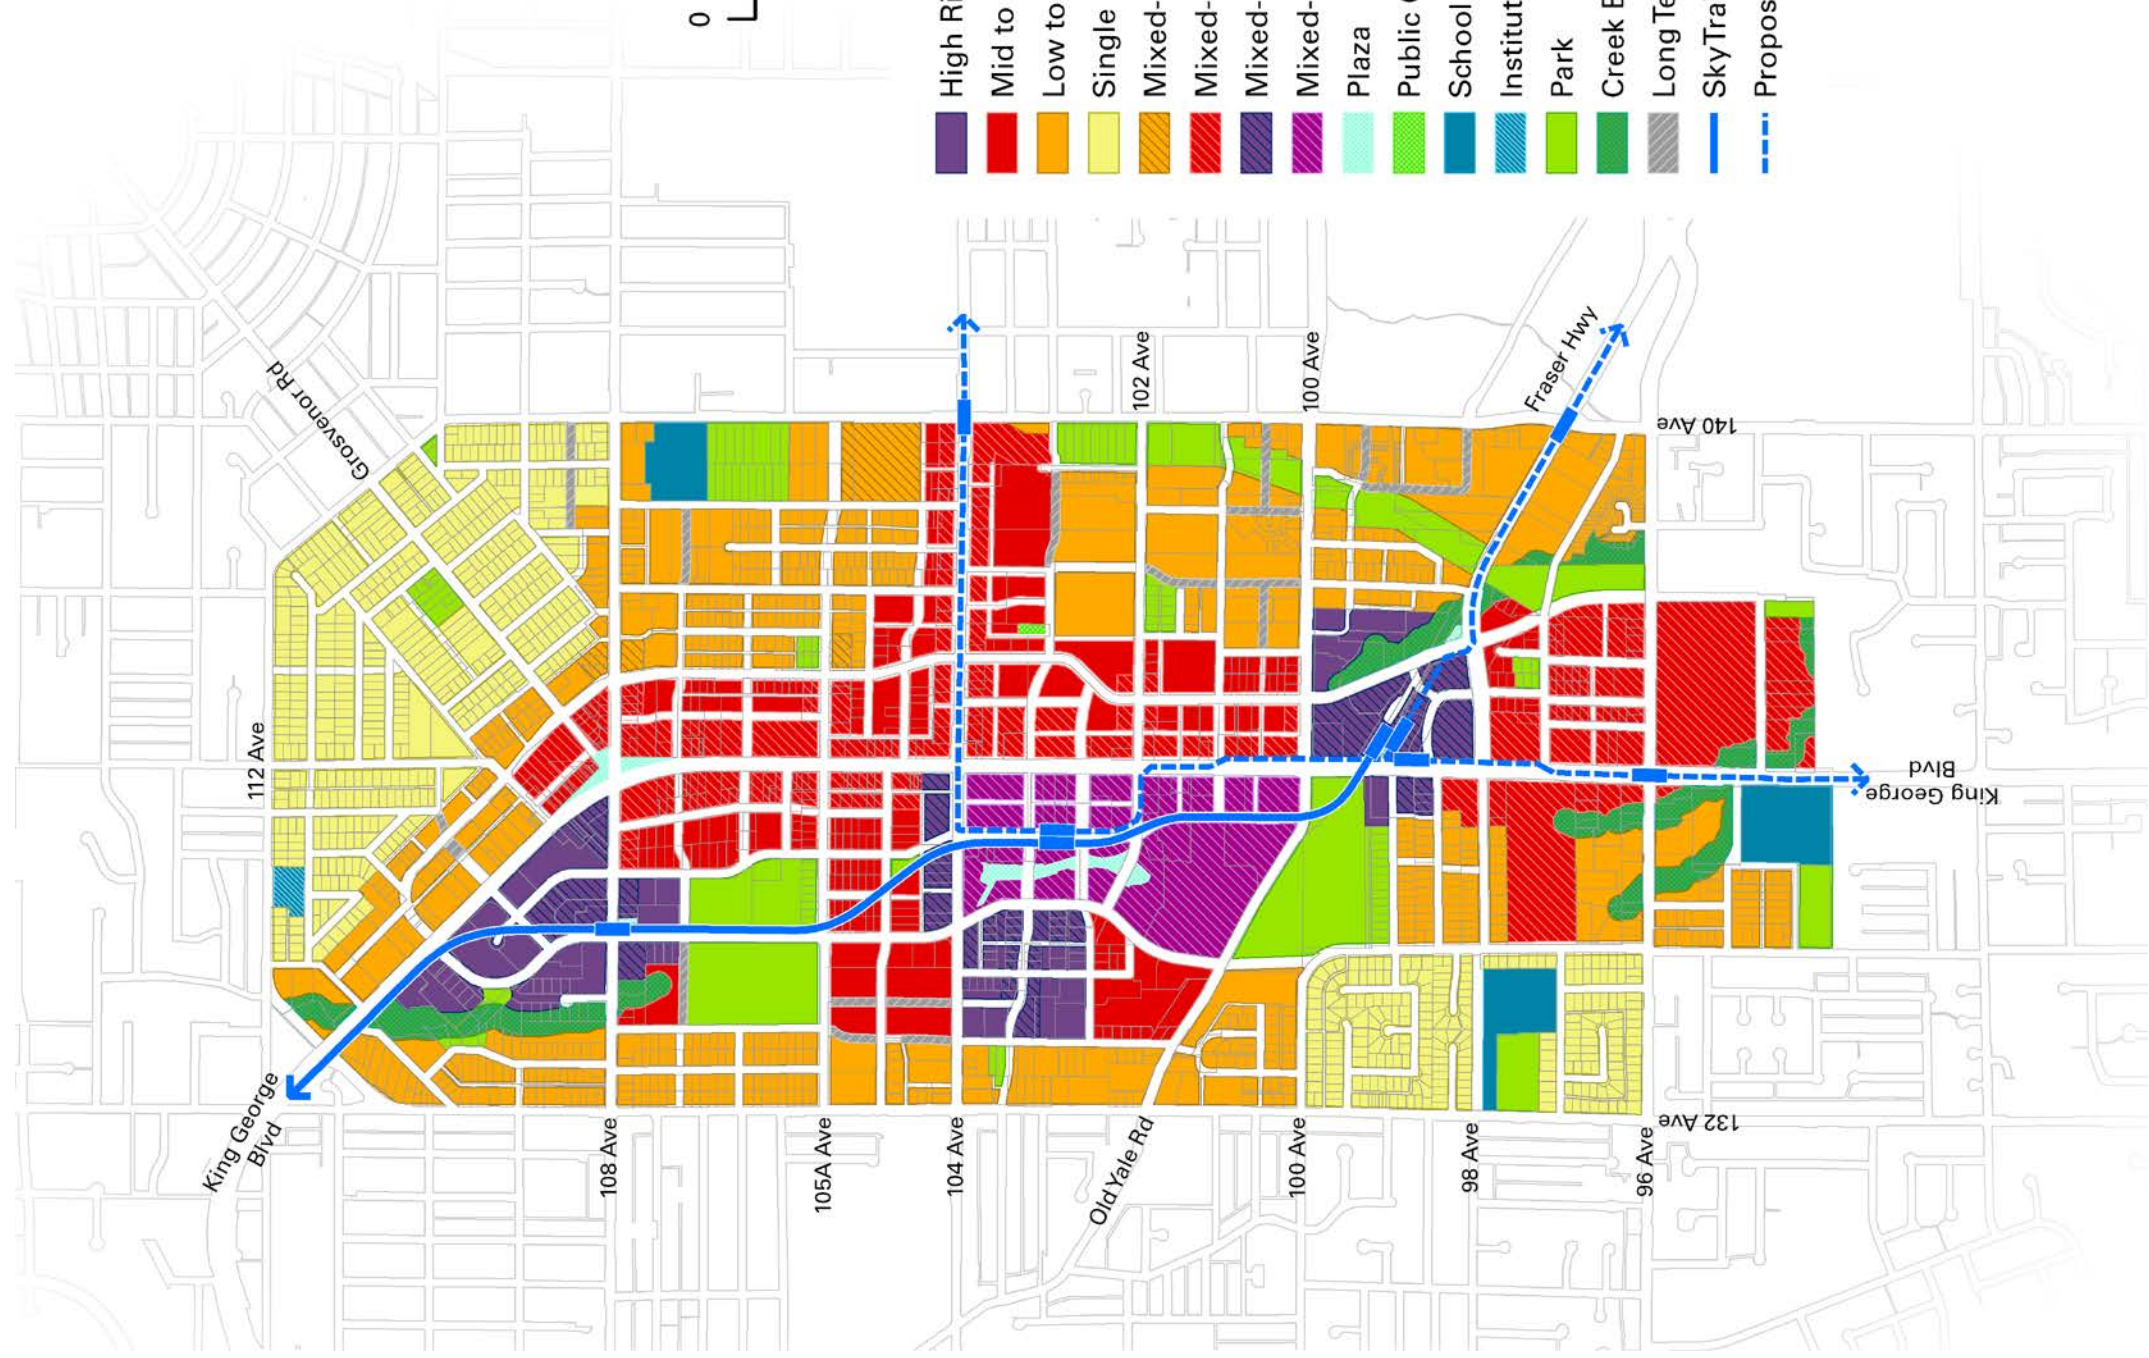 Grosvenor Rd
112 Ave
King George
Blvd
108 Ave
105A Ave
104 Ave
Old Yale Rd
102 Ave
100 Ave
100 Ave
Fraser Hwy
140 Ave
98 Ave
96 Ave
132 Ave
King George
Blvd
0
High Ri
Mid to
Low to
Single
Mixed-
Mixed-
Mixed-
Mixed-
Plaza
Public
School
Institut
Park
Creek B
Long Te
SkyTra
Propos